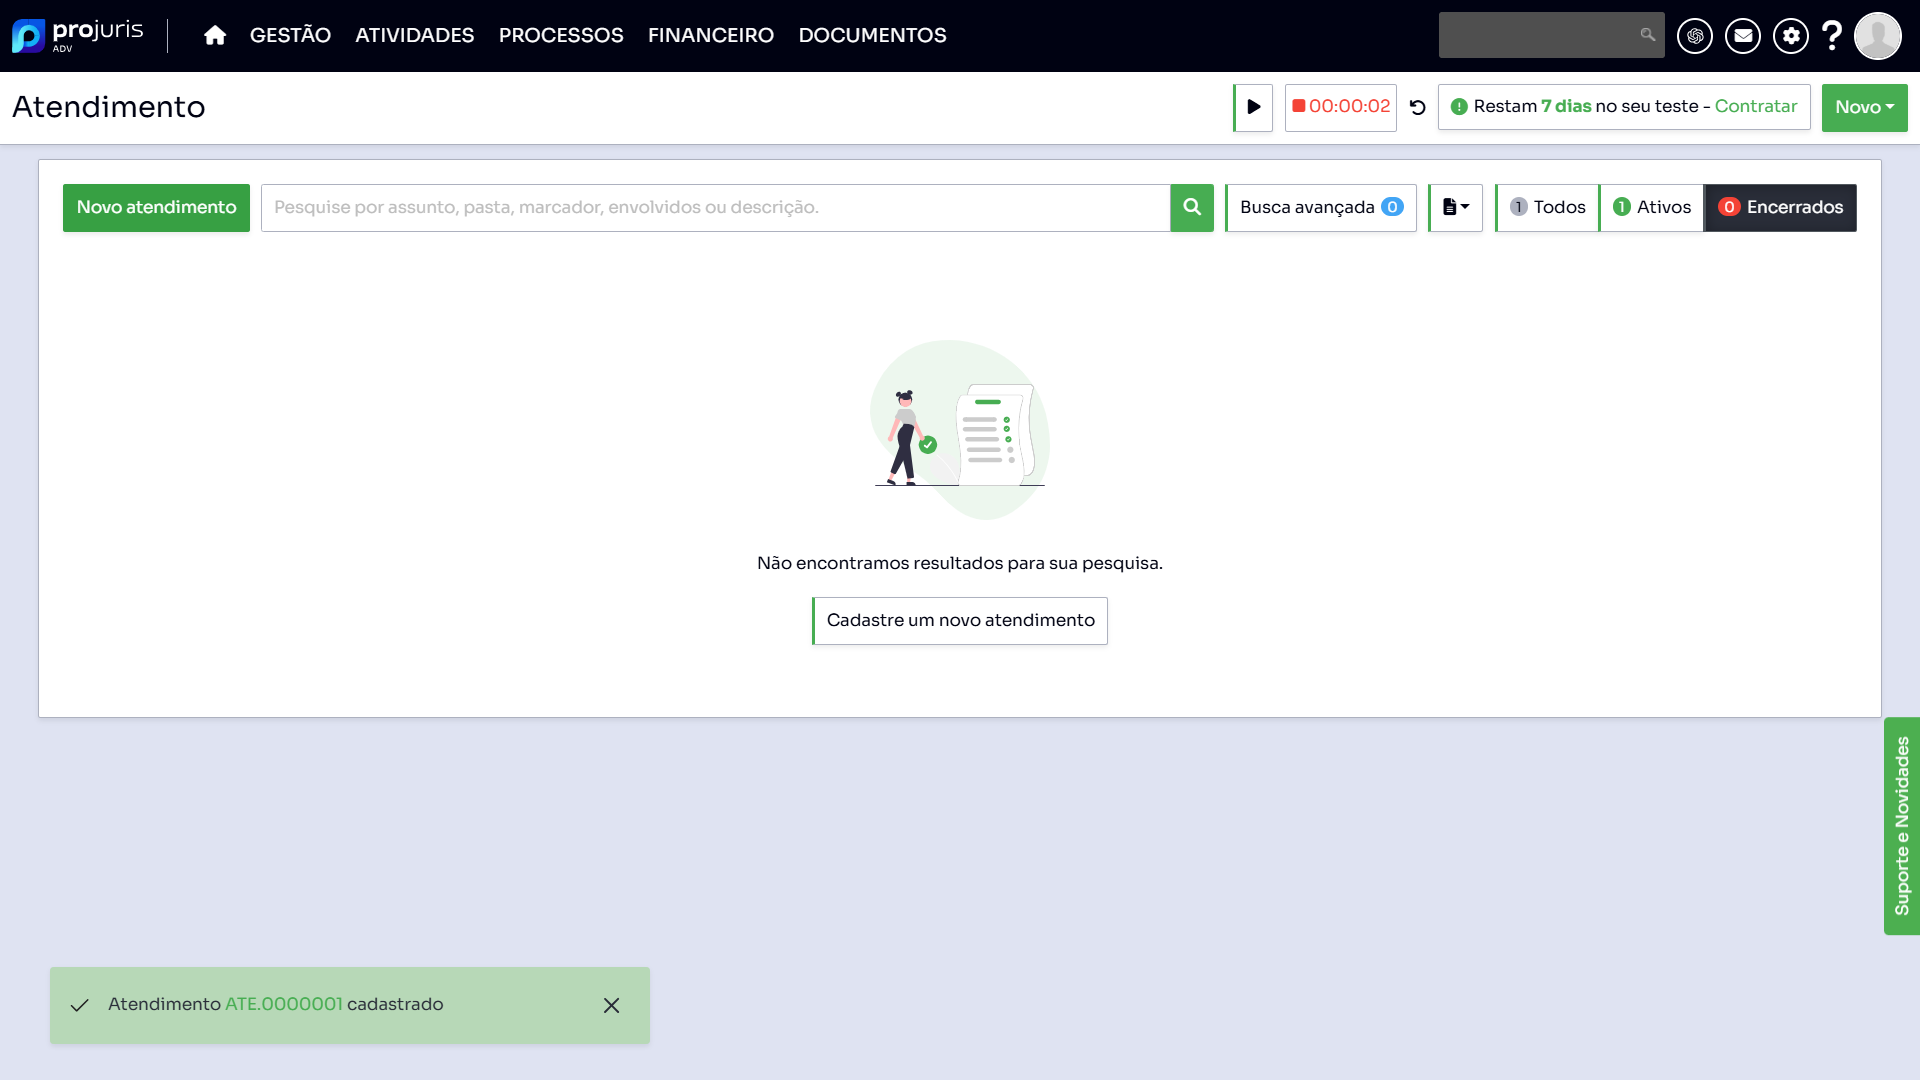 projuris
ADV
GESTÃO
ATIVIDADES
PROCESSOS
FINANCEIRO
DOCUMENTOS
?
Atendimento
00:00:02
Restam 7 dias no seu teste - Contratar
Novo
Novo atendimento
Pesquise por assunto, pasta, marcador, envolvidos ou descrição.
Busca avançada 0
1 Todos
1 Ativos
0 Encerrados
Não encontramos resultados para sua pesquisa.
Cadastre um novo atendimento
Suporte e Novidades
Atendimento ATE.0000001 cadastrado